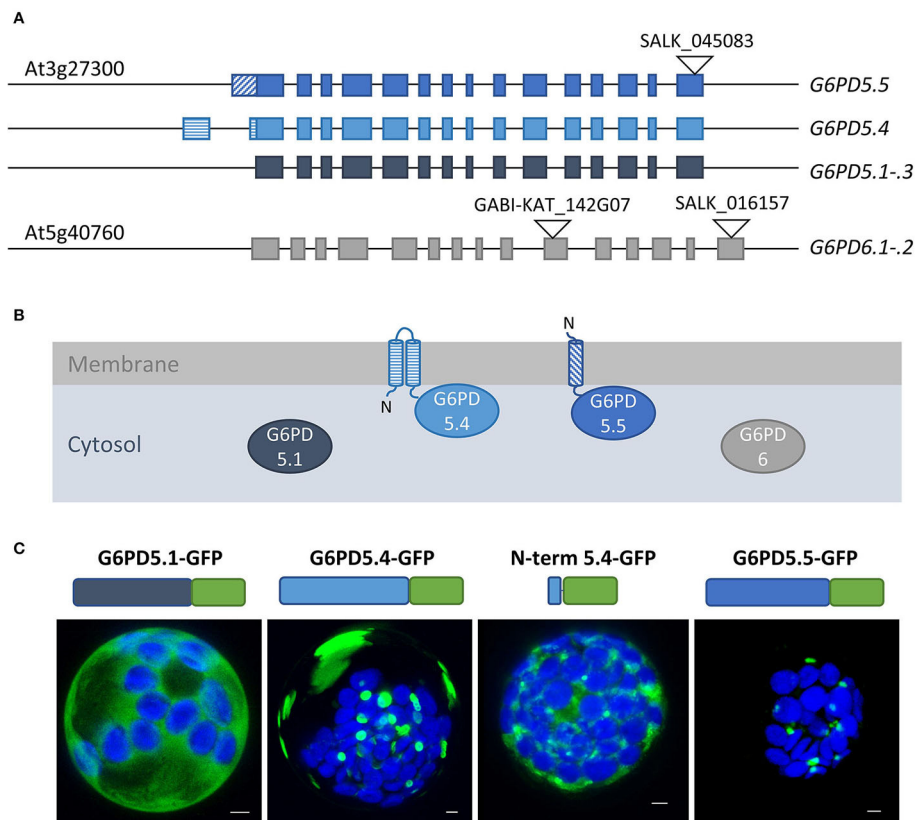 A
SALK_045083
At3g27300
G6PD5.5
G6PD5.4
G6PD5.1-.3
GABI-KAT_142G07
SALK_016157
At5g40760
G6PD6.1-.2
B
N
Membrane
N
G6PD
5.4
G6PD
5.5
Cytosol
G6PD
5.1
G6PD
6
C
G6PD5.1-GFP
G6PD5.4-GFP
N-term 5.4-GFP
G6PD5.5-GFP